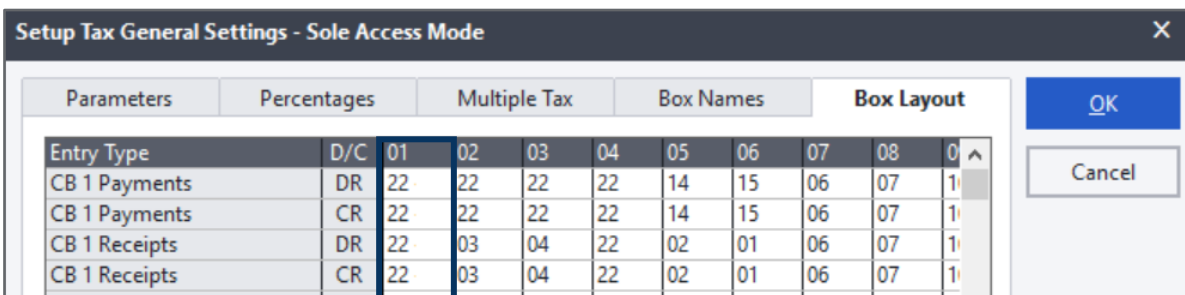 Setup Tax General Settings - Sole Access Mode
Parameters Percentages Multiple Tax Box Names Box Layout OK
Entry Type D/C 01 02 03 04 05 06 07 08
CB 1 Payments DR 22 22 22 22 14 15 06 07
Cancel
CB 1 Payments CR 22 22 22 22 14 15 06 07
CB 1 Receipts DR 22 03 04 22 02 01 06 07
CB 1 Receipts CR 22 03 04 22 02 01 06 07